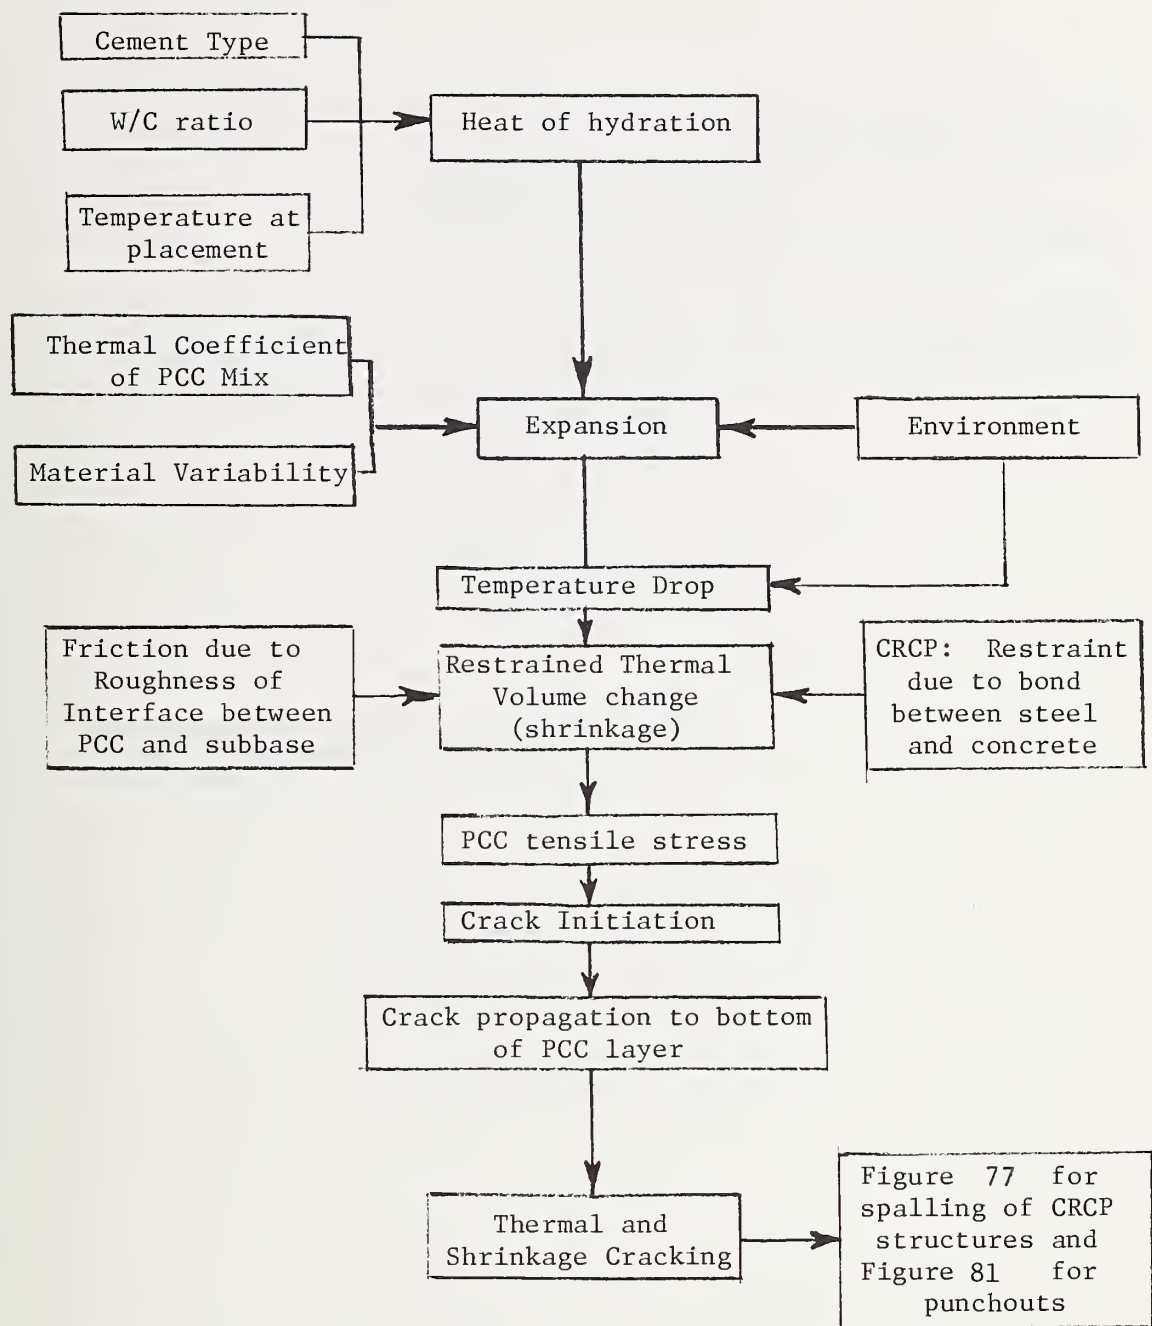 Cement Type
W/C ratio
Heat of hydration
Temperature at
placement
Thermal Coefficient
of PCC Mix
Expansion
Environment
Material Variability
Temperature Drop
Friction due to
Roughness of
Interface between
PCC and subbase
Restrained Thermal
Volume change
(shrinkage)
CRCP: Restraint
due to bond
between steel
and concrete
PCC tensile stress
Crack Initiation
Crack propagation to bottom
of PCC layer
Thermal and
Shrinkage Cracking
Figure 77 for
spalling of CRCP
structures and
Figure 81 for
punchouts